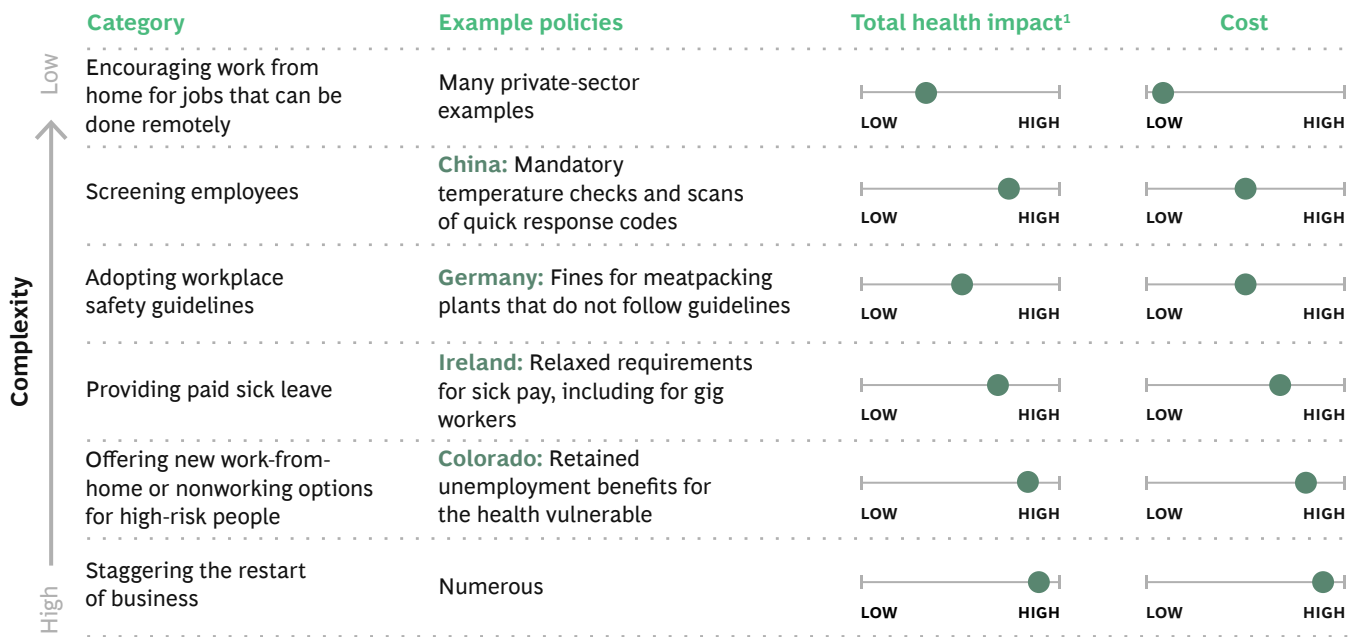 Category
Example policies
Total health impact¹
Cost
Complexity
Low
High
Encouraging work from
home for jobs that can be
done remotely
Many private-sector
examples
LOW
HIGH
LOW
HIGH
Screening employees
China: Mandatory
temperature checks and scans
of quick response codes
LOW
HIGH
LOW
HIGH
Adopting workplace
safety guidelines
Germany: Fines for meatpacking
plants that do not follow guidelines
LOW
HIGH
LOW
HIGH
Providing paid sick leave
Ireland: Relaxed requirements
for sick pay, including for gig
workers
LOW
HIGH
LOW
HIGH
Offering new work-from-
home or nonworking options
for high-risk people
Colorado: Retained
unemployment benefits for
the health vulnerable
LOW
HIGH
LOW
HIGH
Staggering the restart
of business
Numerous
LOW
HIGH
LOW
HIGH